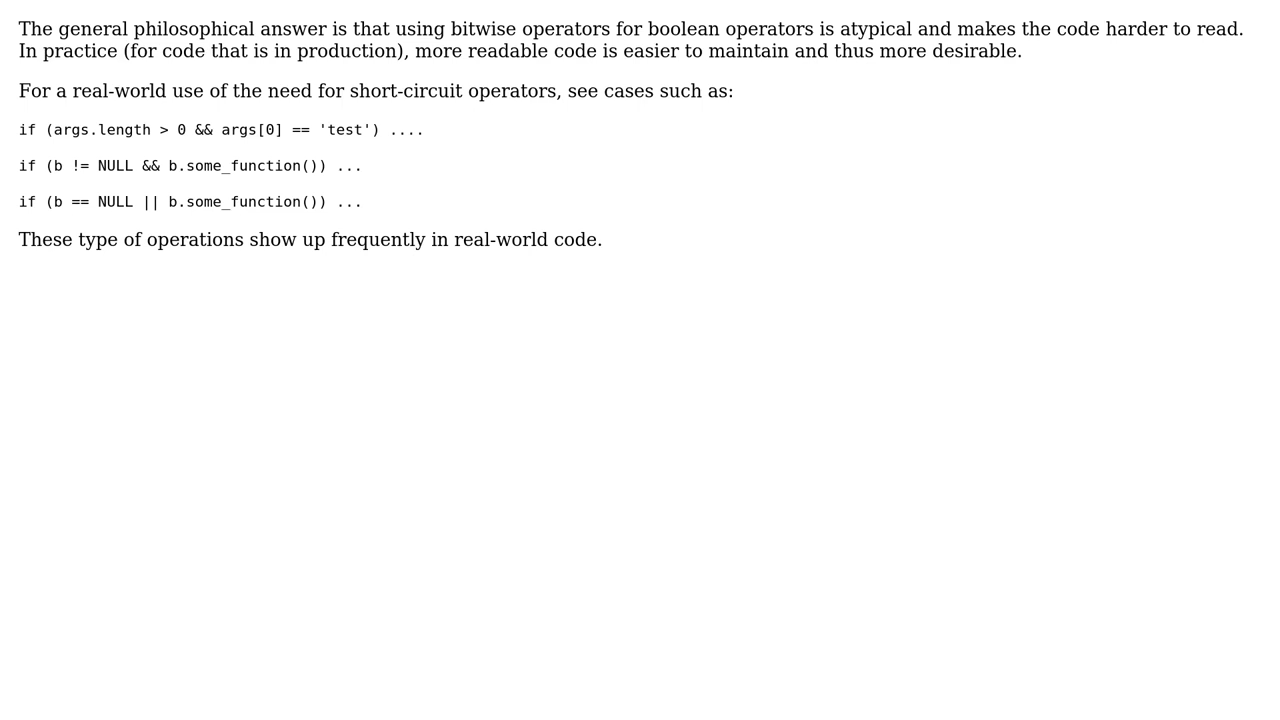 The general philosophical answer is that using bitwise operators for boolean operators is atypical and makes the code harder to read.
In practice (for code that is in production), more readable code is easier to maintain and thus more desirable.
For a real-world use of the need for short-circuit operators, see cases such as:
if (args.length > 0 && args[0] == 'test') ....
if (b != NULL && b.some_function()) ...
if (b == NULL || b.some_function()) ...
These type of operations show up frequently in real-world code.